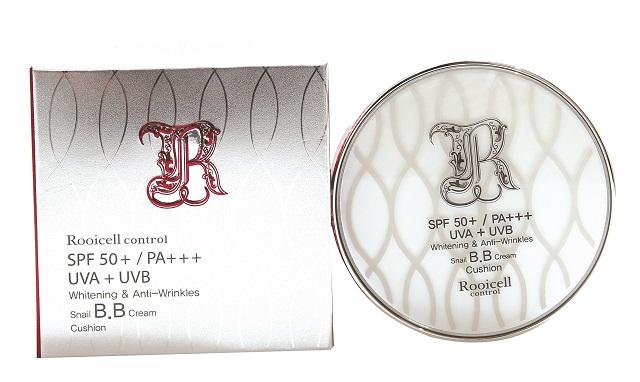 R
Rooicell control
SPF 50+ / PA+++
UVA + UVB
Whitening & Anti-Wrinkles
Snail B.B Cream
Cushion
R
SPF 50+ / PA+++
UVA + UVB
Whitening & Anti-Wrinkles
Snail B.B Cream
Cushion
Rooicell
control